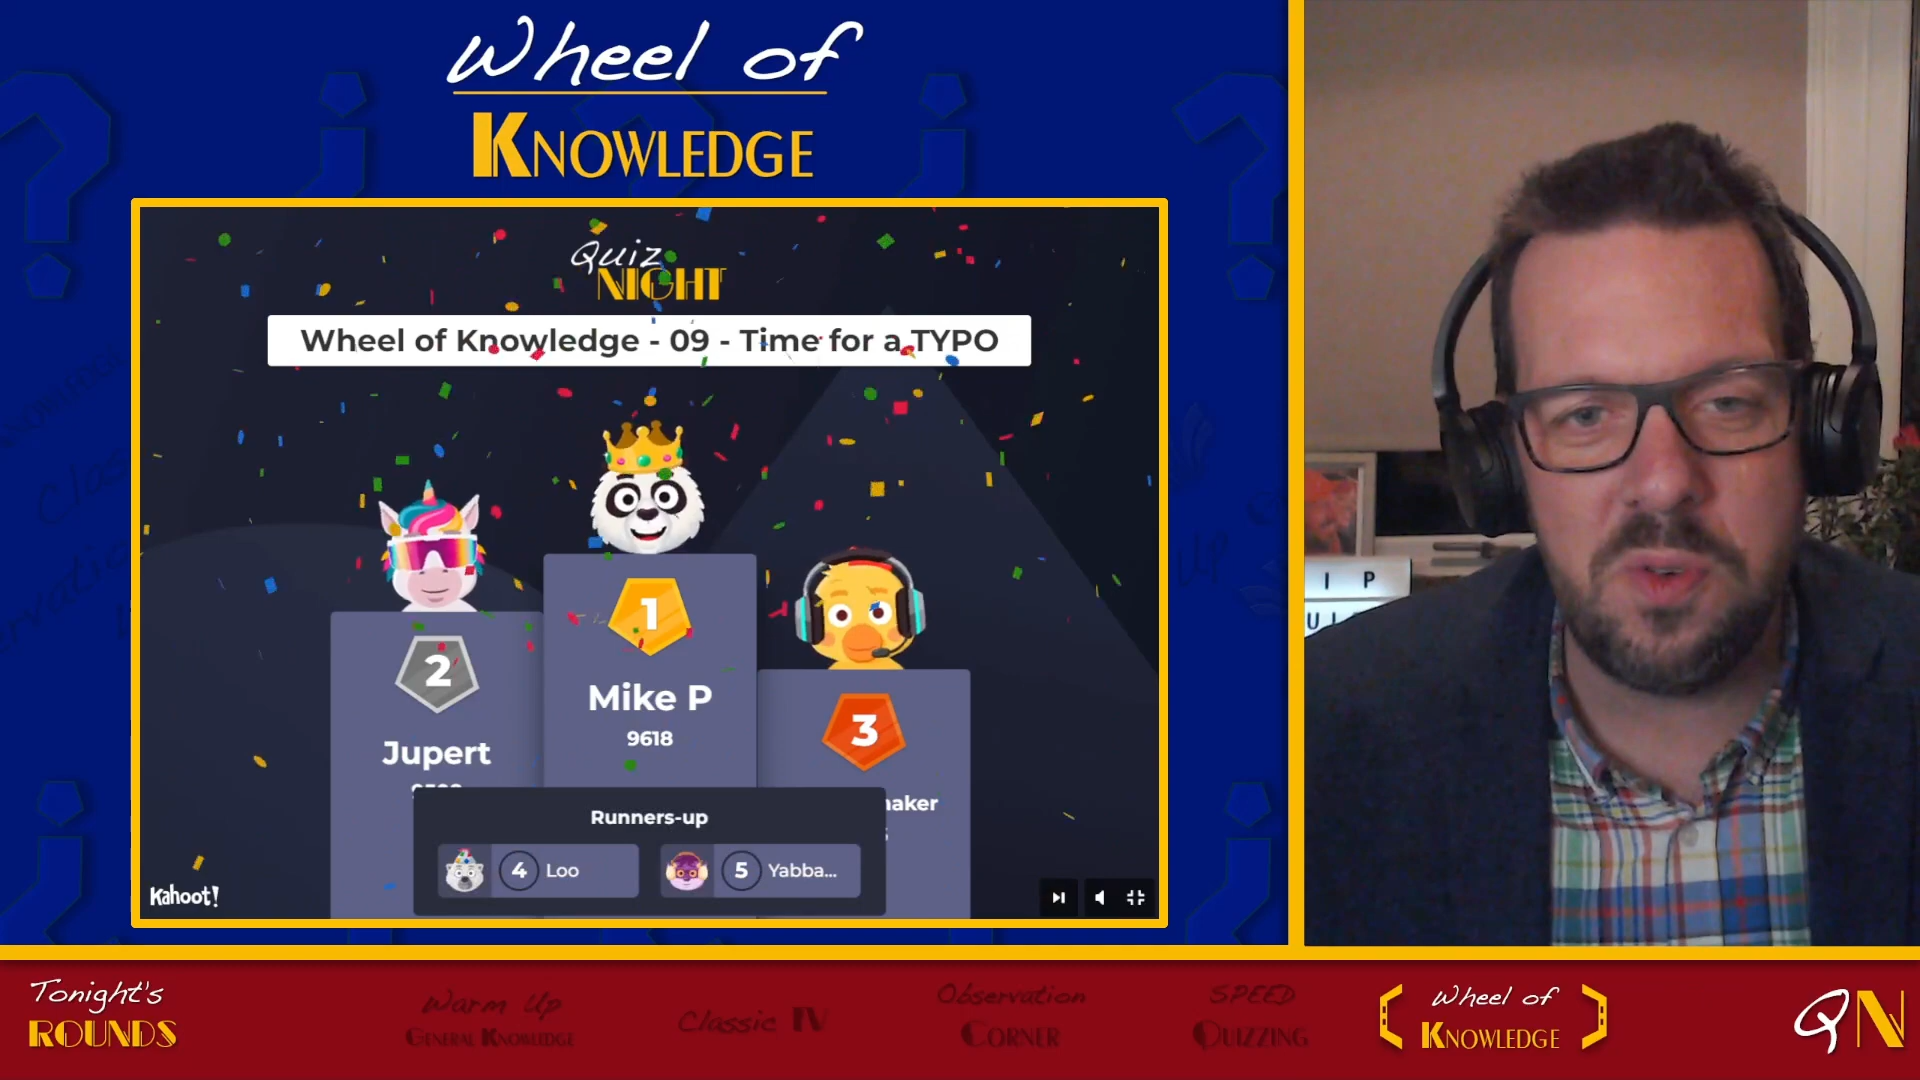 Wheel of
KNOWLEDGE
Quiz
NIGHT
Wheel of Knowledge - 09 - Time for a TYPO
1
Mike P
9618
2
Jupert
3
Runners-up
4 Loo
5 Yabba...
Kahoot!
I P
Tonight's
ROUNDS
Warm Up
GENERAL KNOWLEDGE
Classic TV
Observation
CORNER
SPEED
QUIZZING
Wheel of
KNOWLEDGE
QN